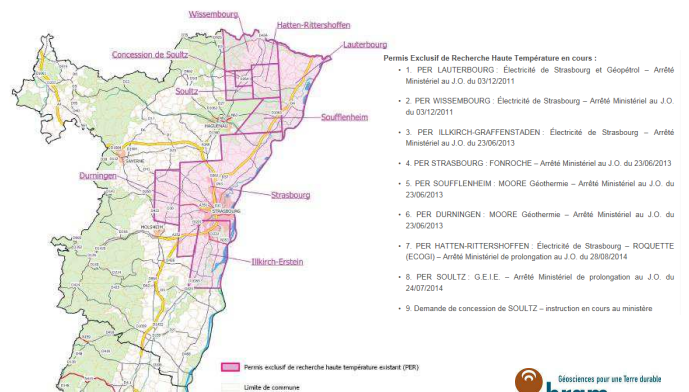 Wissembourg
Hatten-Rittershoffen
Lauterbourg
Concession de Soultz
Soultz
Soufflenheim
HAGUENAU
SAVERNE
Durningen
Strasbourg
STRASBOURG
MOLSHEIM
Illkirch-Erstein
Permis exclusif de recherche haute température existant (PER)
Limite de commune
Permis Exclusif de Recherche Haute Température en cours :
• 1. PER LAUTERBOURG : Électricité de Strasbourg et Géopétrol – Arrêté
Ministériel au J.O. du 03/12/2011
• 2. PER WISSEMBOURG : Électricité de Strasbourg – Arrêté Ministériel au J.O.
du 03/12/2011
• 3. PER ILLKIRCH-GRAFFENSTADEN : Électricité de Strasbourg – Arrêté
Ministériel au J.O. du 23/06/2013
• 4. PER STRASBOURG : FONROCHE – Arrêté Ministériel au J.O. du 23/06/2013
• 5. PER SOUFFLENHEIM : MOORE Géothermie – Arrêté Ministériel au J.O. du
23/06/2013
• 6. PER DURNINGEN : MOORE Géothermie – Arrêté Ministériel au J.O. du
23/06/2013
• 7. PER HATTEN-RITTERSHOFFEN : Électricité de Strasbourg – ROQUETTE
(ECOGI) – Arrêté Ministériel de prolongation au J.O. du 28/08/2014
• 8. PER SOULTZ : G.E.I.E. – Arrêté Ministériel de prolongation au J.O. du
24/07/2014
• 9. Demande de concession de SOULTZ – instruction en cours au ministère
Géosciences pour une Terre durable
brgm